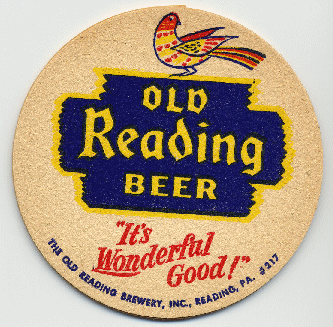 OLD
Reading
BEER
"It's
Wonderful
Good!"
THE OLD READING BREWERY, INC., READING, PA. #217